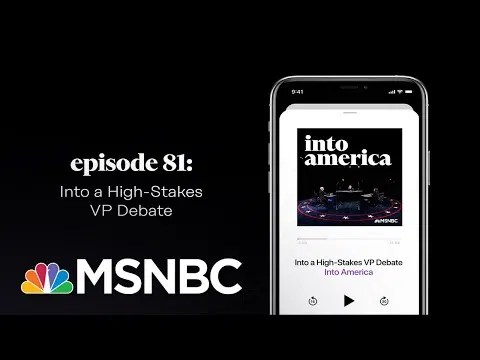 episode 81:
Into a High-Stakes
VP Debate
MSNBC
9:41
into
america
MSNBC
Into a High-Stakes VP Debate
Into America